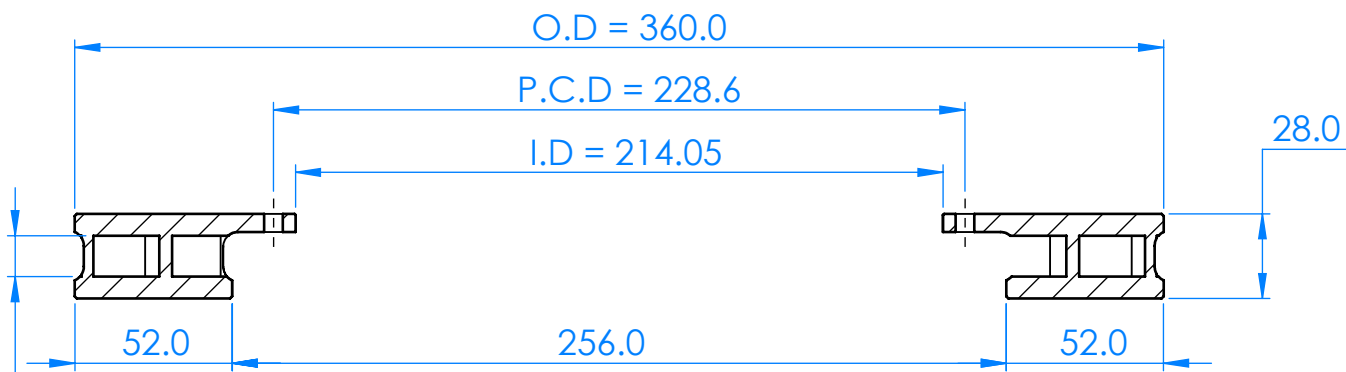 O.D = 360.0
P.C.D = 228.6
I.D = 214.05
28.0
52.0
256.0
52.0